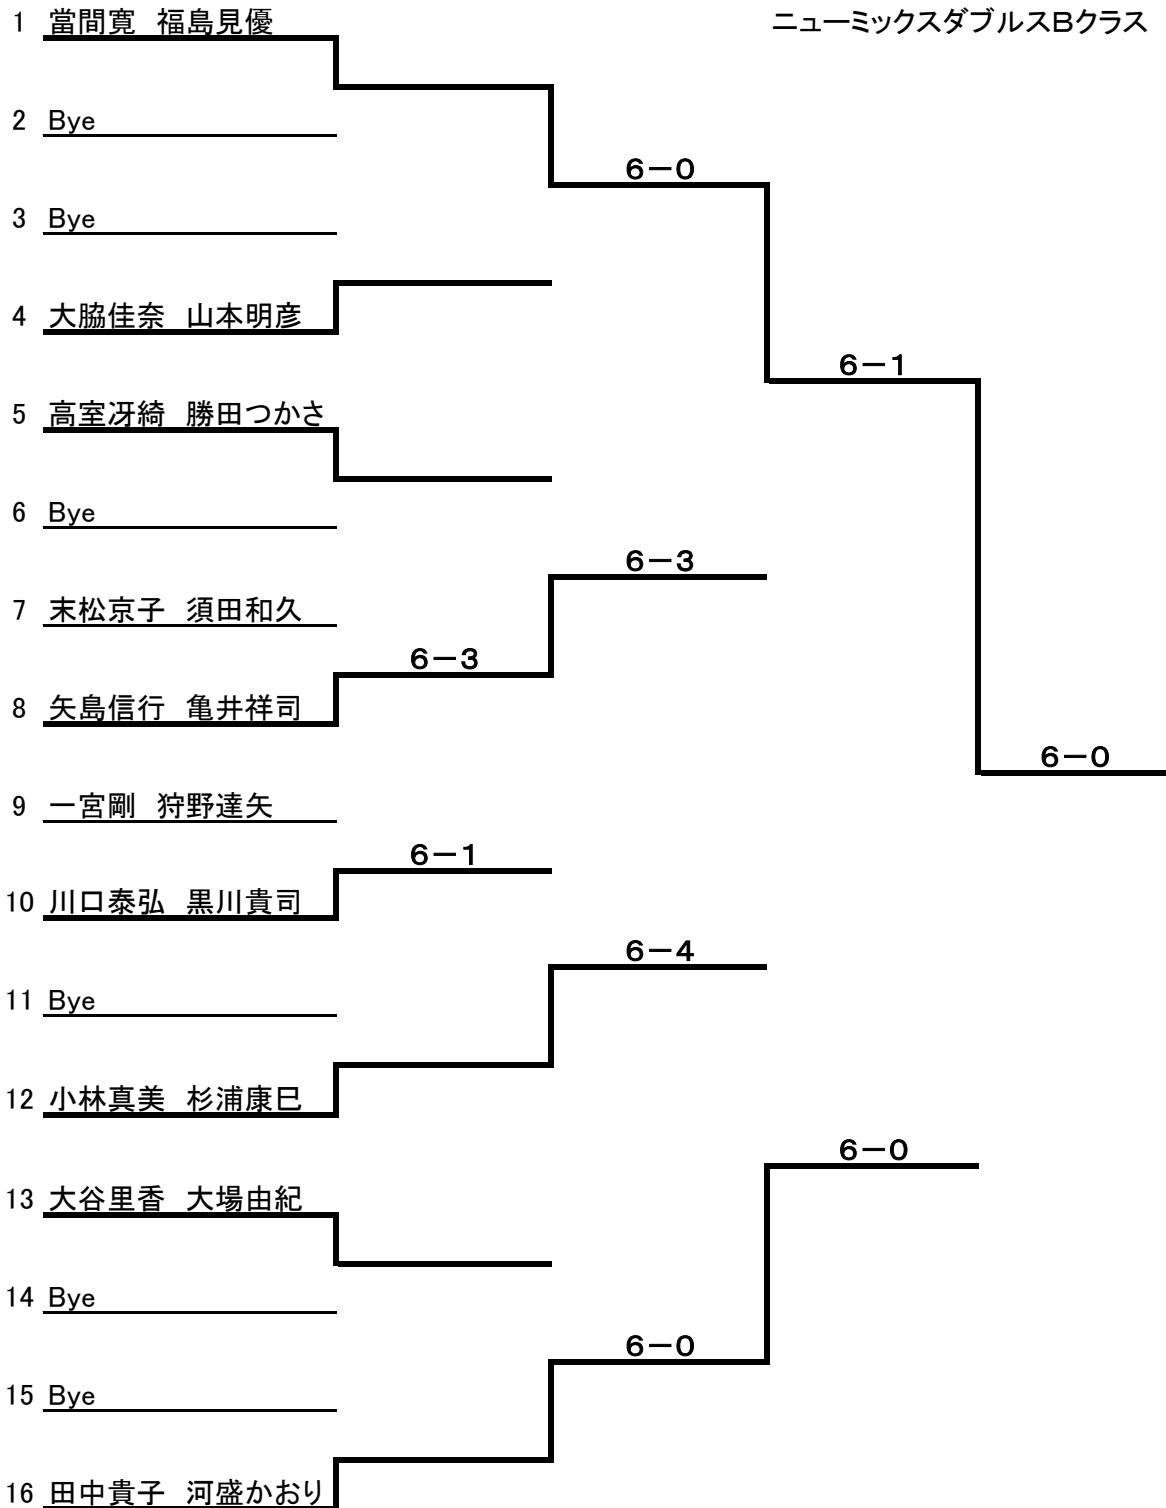 1 當間寛　福島見優
ニューミックスダブルスBクラス
2 Bye
6－0
3 Bye
4 大脇佳奈　山本明彦
6－1
5 高室冴綺　勝田つかさ
6 Bye
6－3
7 末松京子　須田和久
6－3
8 矢島信行　亀井祥司
6－0
9 一宮剛　狩野達矢
6－1
10 川口泰弘　黒川貴司
6－4
11 Bye
12 小林真美　杉浦康巳
6－0
13 大谷里香　大場由紀
14 Bye
6－0
15 Bye
16 田中貴子　河盛かおり